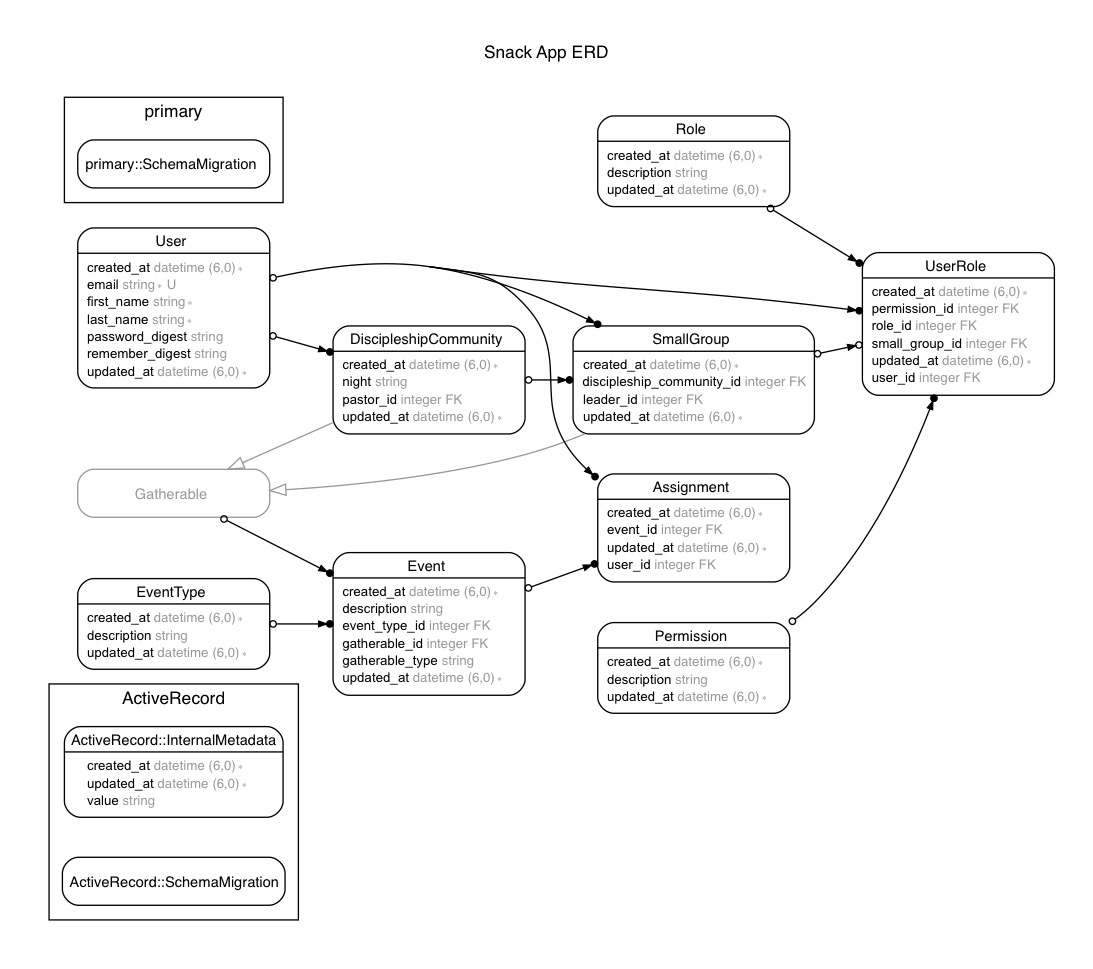 Snack App ERD
primary
primary::SchemaMigration
Role
created_at datetime (6,0) *
description string
updated_at datetime (6,0) *
User
created_at datetime (6,0) *
email string * U
first_name string *
last_name string *
password_digest string
remember_digest string
updated_at datetime (6,0) *
UserRole
created_at datetime (6,0) *
permission_id integer FK
role_id integer FK
small_group_id integer FK
updated_at datetime (6,0) *
user_id integer FK
DiscipleshipCommunity
created_at datetime (6,0) *
night string
pastor_id integer FK
updated_at datetime (6,0) *
SmallGroup
created_at datetime (6,0) *
discipleship_community_id integer FK
leader_id integer FK
updated_at datetime (6,0) *
Gatherable
Assignment
created_at datetime (6,0) *
event_id integer FK
updated_at datetime (6,0) *
user_id integer FK
Event
created_at datetime (6,0) *
description string
event_type_id integer FK
gatherable_id integer FK
gatherable_type string
updated_at datetime (6,0) *
EventType
created_at datetime (6,0) *
description string
updated_at datetime (6,0) *
Permission
created_at datetime (6,0) *
description string
updated_at datetime (6,0) *
ActiveRecord
ActiveRecord::InternalMetadata
created_at datetime (6,0) *
updated_at datetime (6,0) *
value string
ActiveRecord::SchemaMigration